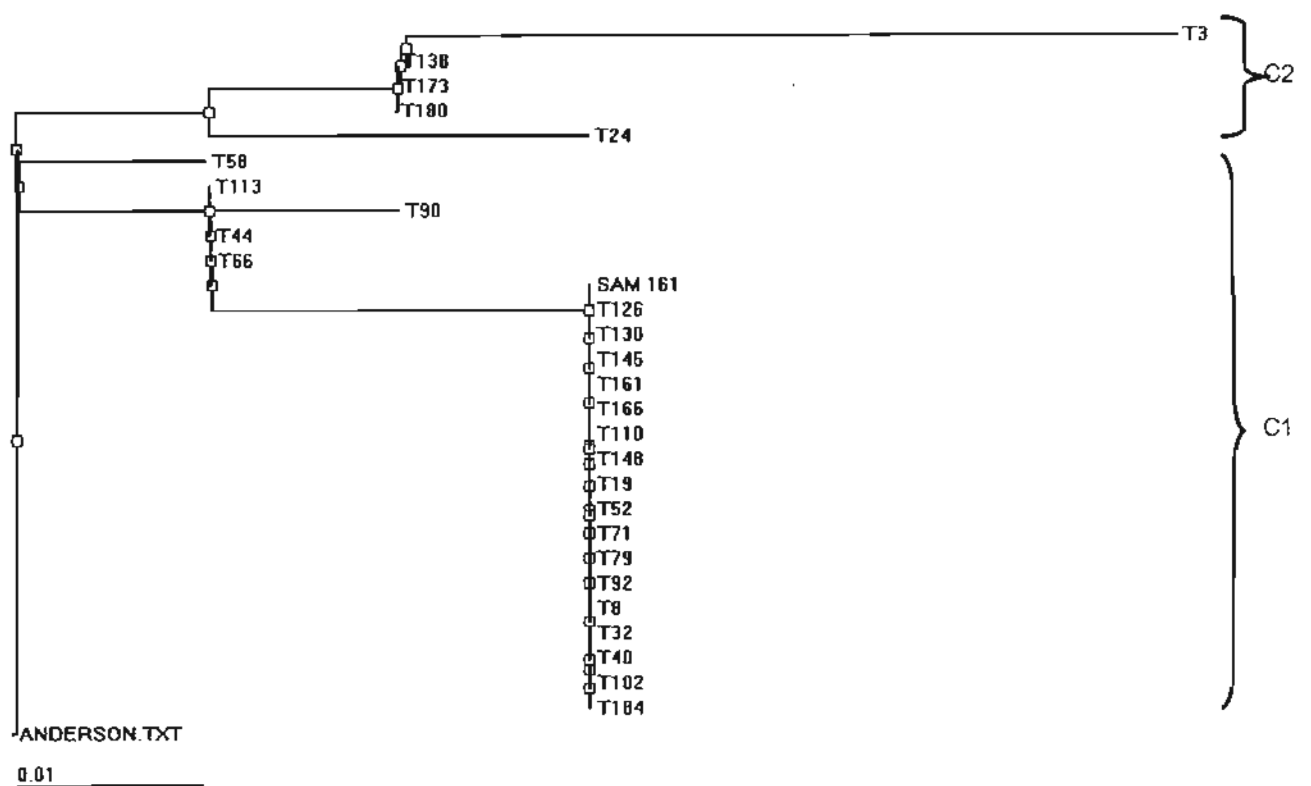 T3
T138
C2
T173
T180
T24
T58
T113
T90
T44
T66
SAM 161
T126
T130
T145
T161
T166
T110
C1
T148
T19
T52
T71
T79
T92
T8
T32
T40
T102
T184
ANDERSON.TXT
0.01